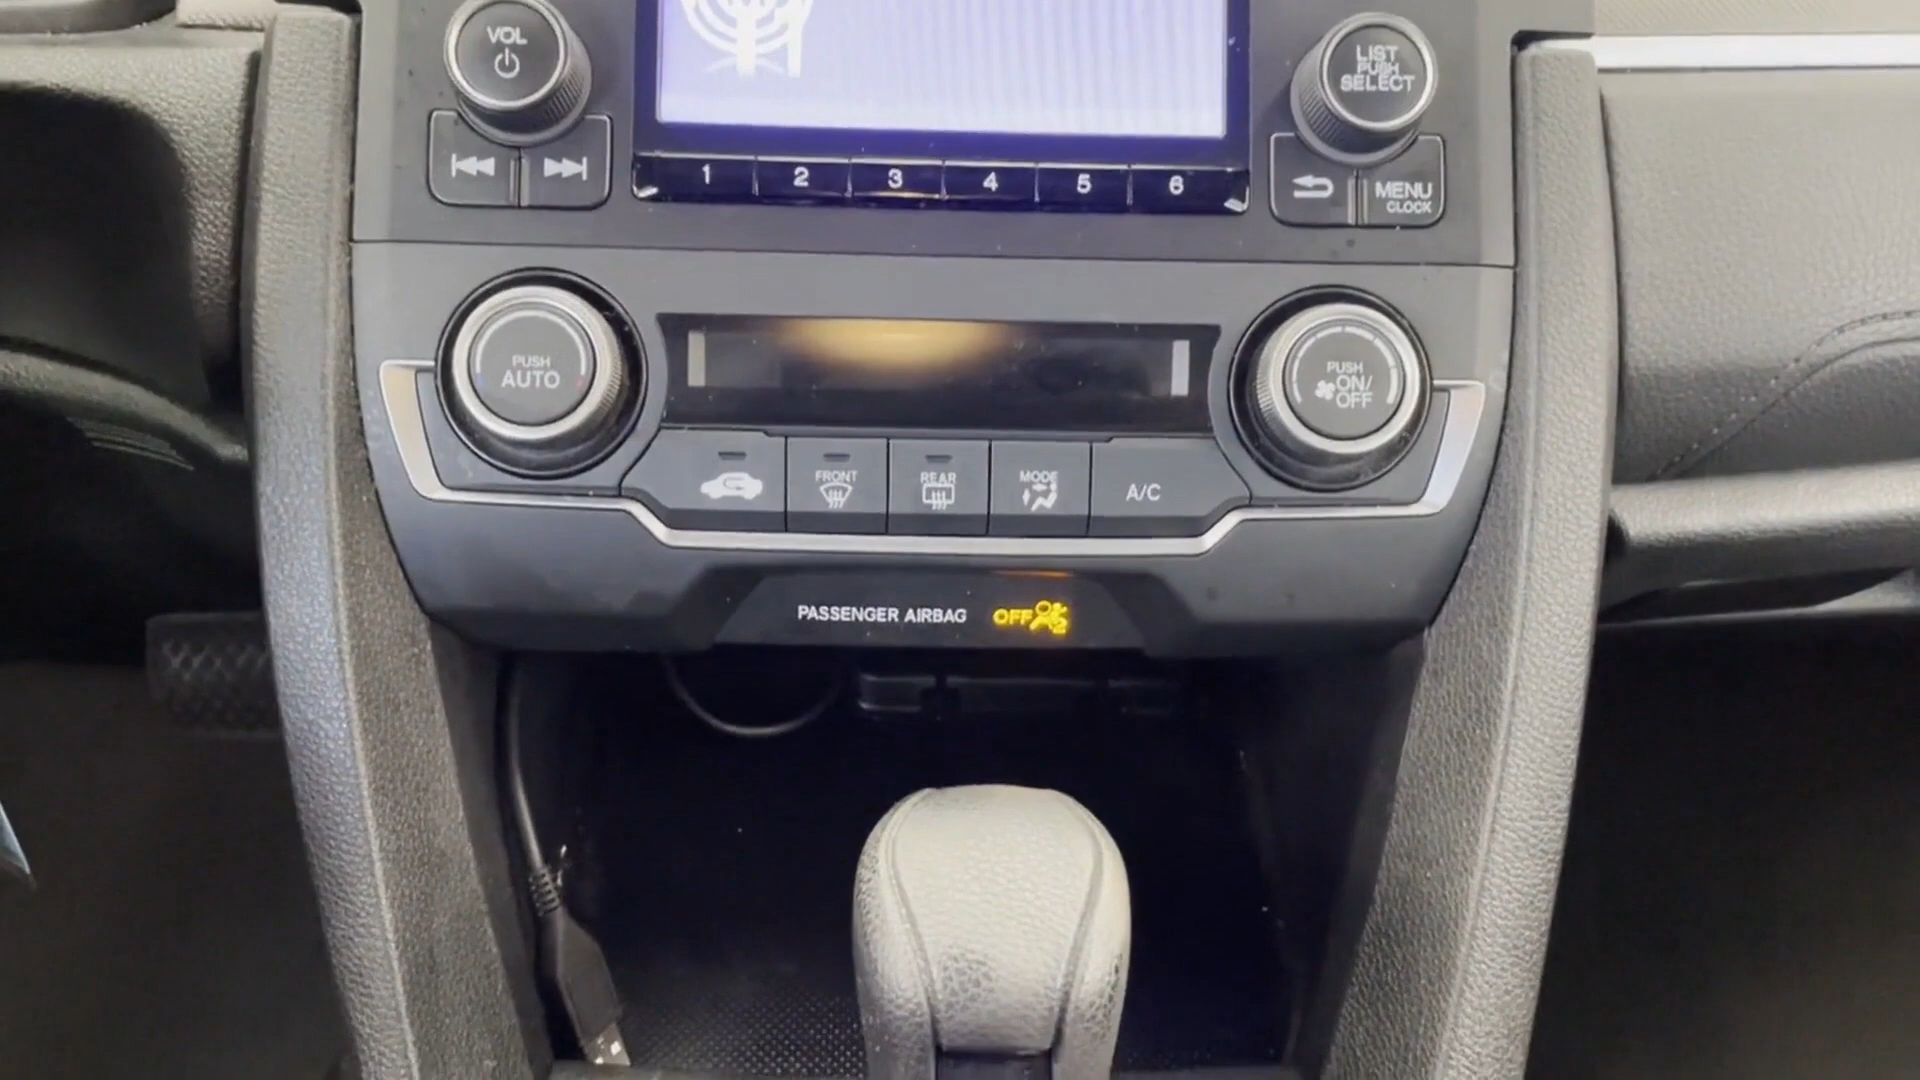 VOL
LIST
PUSH
SELECT
1 2 3 4 5 6
MENU
CLOCK
PUSH
AUTO
PUSH
ON/
OFF
FRONT
REAR
MODE
A/C
PASSENGER AIRBAG OFF
2